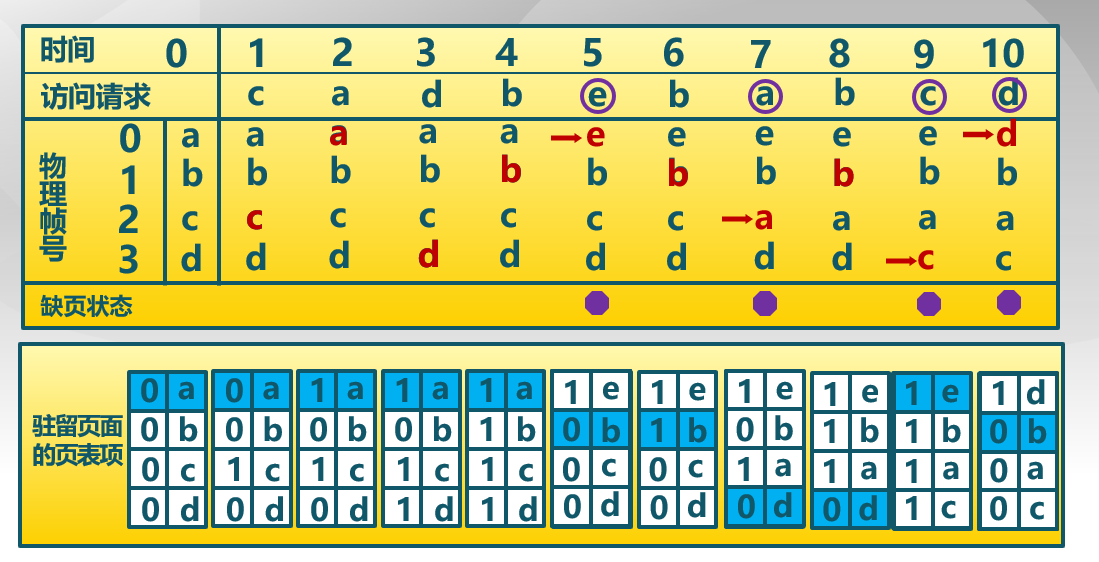 时间 0 1 2 3 4 5 6 7 8 9 10
访问请求 c a d b e b a b c d
物理帧号
0 a a a a a e e e e e d
1 b b b b b b b b b b b
2 c c c c c c c a a a a
3 d d d d d d d d d c c
缺页状态
驻留页面的页表项
0 a 0 a 1 a 1 a 1 a 1 e 1 e 1 e 1 e 1 e 1 d
0 b 0 b 0 b 0 b 1 b 0 b 1 b 0 b 1 b 1 b 0 b
0 c 1 c 1 c 1 c 1 c 0 c 0 c 1 a 1 a 1 a 0 a
0 d 0 d 0 d 1 d 1 d 0 d 0 d 0 d 0 d 1 c 0 c